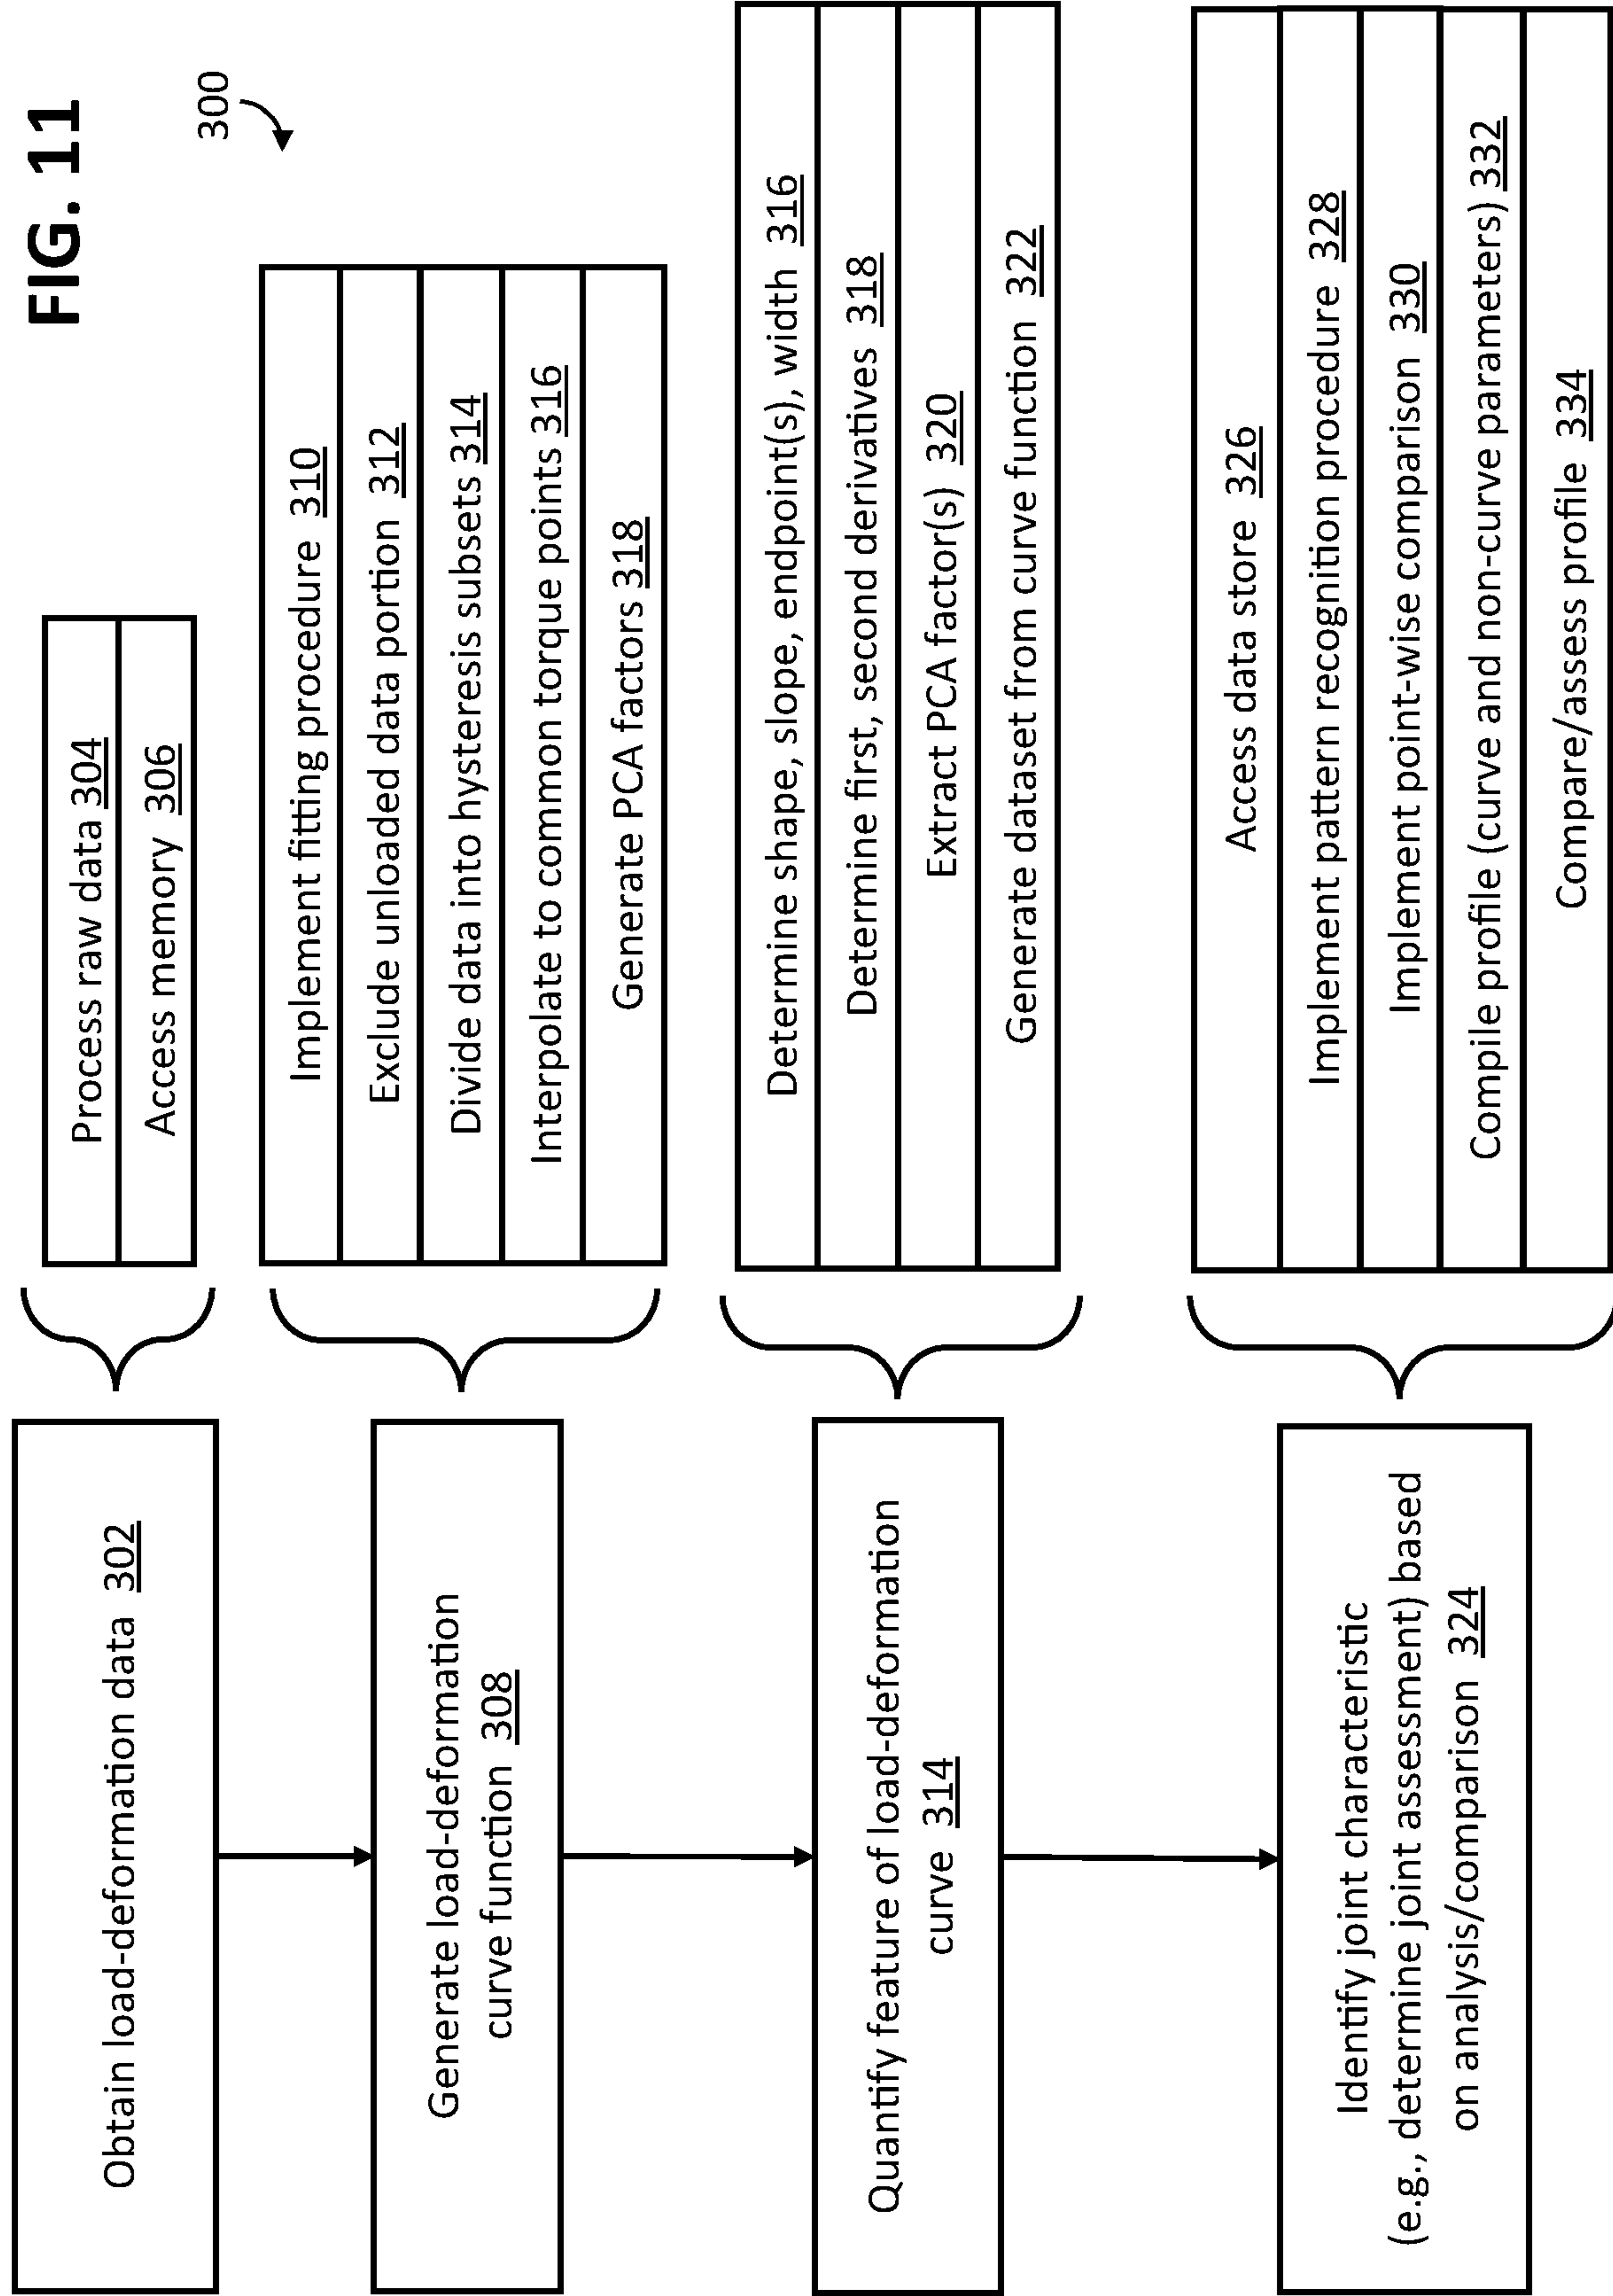 FIG. 11
300
Obtain load-deformation data 302
Process raw data 304
Access memory 306
Generate load-deformation
curve function 308
Implement fitting procedure 310
Exclude unloaded data portion 312
Divide data into hysteresis subsets 314
Interpolate to common torque points 316
Generate PCA factors 318
Quantify feature of load-deformation
curve 314
Determine shape, slope, endpoint(s), width 316
Determine first, second derivatives 318
Extract PCA factor(s) 320
Generate dataset from curve function 322
Identify joint characteristic
(e.g., determine joint assessment) based
on analysis/comparison 324
Access data store 326
Implement pattern recognition procedure 328
Implement point-wise comparison 330
Compile profile (curve and non-curve parameters) 332
Compare/assess profile 334